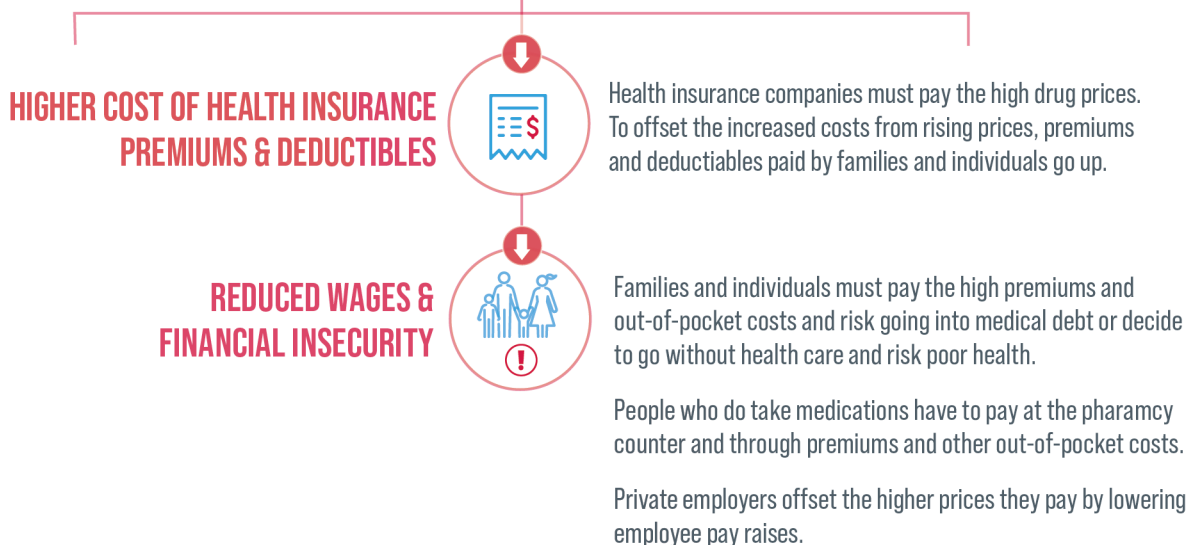 HIGHER COST OF HEALTH INSURANCE
PREMIUMS & DEDUCTIBLES
$
Health insurance companies must pay the high drug prices.
To offset the increased costs from rising prices, premiums
and deductiables paid by families and individuals go up.
REDUCED WAGES &
FINANCIAL INSECURITY
!
Families and individuals must pay the high premiums and
out-of-pocket costs and risk going into medical debt or decide
to go without health care and risk poor health.
People who do take medications have to pay at the pharamcy
counter and through premiums and other out-of-pocket costs.
Private employers offset the higher prices they pay by lowering
employee pay raises.